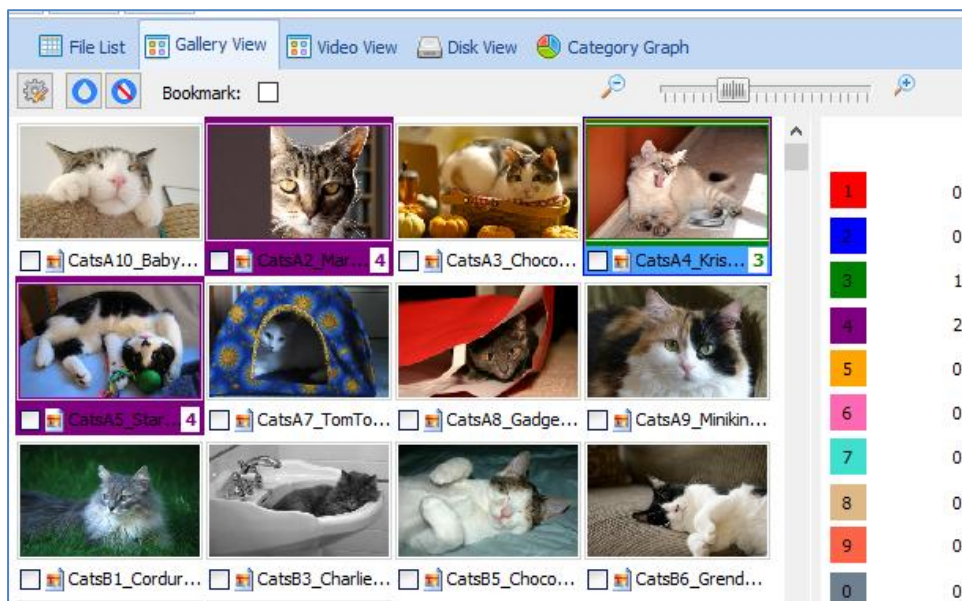 File List Gallery View Video View Disk View Category Graph
Bookmark:
CatsA10_Baby... CatsA2_Mar... 4 CatsA3_Choco... CatsA4_Kris... 3
CatsA5_Star... 4 CatsA7_TomTo... CatsA8_Gadge... CatsA9_Minikin...
CatsB1_Cordur... CatsB3_Charlie... CatsB5_Choco... CatsB6_Grend...
1 0
2 0
3 1
4 2
5 0
6 0
7 0
8 0
9 0
0 0